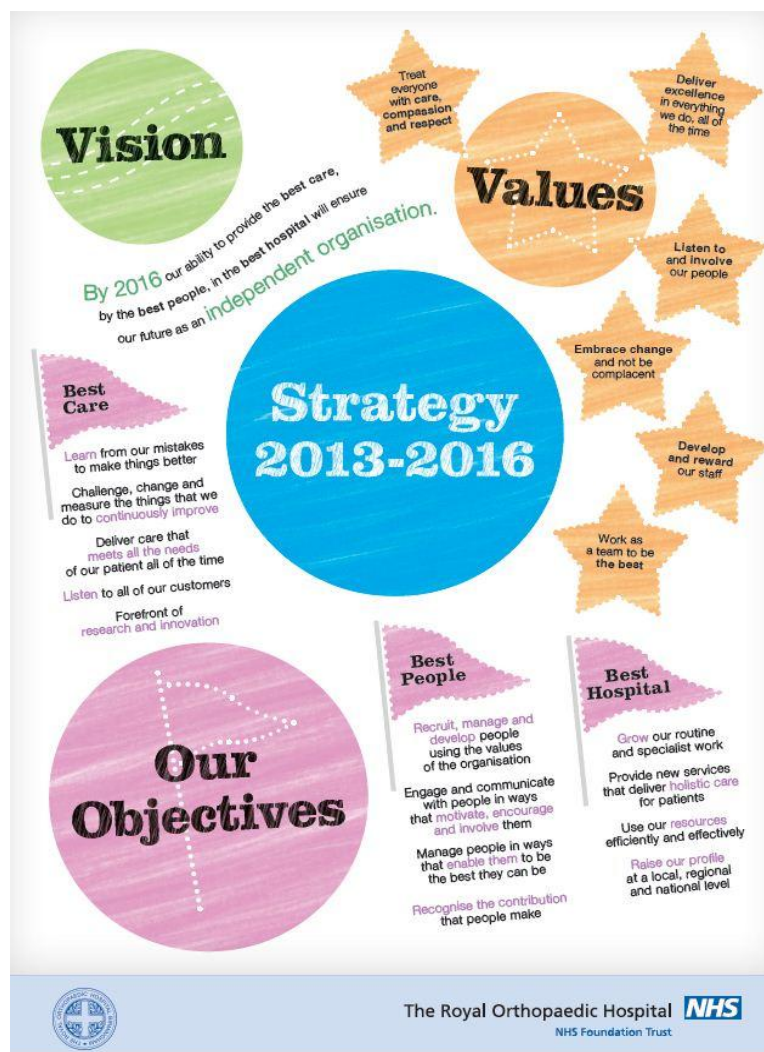 Vision
By 2016 our ability to provide the best care,
by the best people, in the best hospital will ensure
our future as an independent organisation.
Values
Treat
everyone
with care,
compassion
and respect
Deliver
excellence
in everything
we do, all of
the time
Listen to
and involve
our people
Embrace change
and not be
complacent
Develop
and reward
our staff
Work as
a team to be
the best
Strategy
2013-2016
Best
Care
Learn from our mistakes
to make things better
Challenge, change and
measure the things that we
do to continuously improve
Deliver care that
meets all the needs
of our patient all of the time
Listen to all of our customers
Forefront of
research and innovation
Our
Objectives
Best
People
Recruit, manage and
develop people
using the values
of the organisation
Engage and communicate
with people in ways
that motivate, encourage
and involve them
Manage people in ways
that enable them to be
the best they can be
Recognise the contribution
that people make
Best
Hospital
Grow our routine
and specialist work
Provide new services
that deliver holistic care
for patients
Use our resources
efficiently and effectively
Raise our profile
at a local, regional
and national level
The Royal Orthopaedic Hospital NHS
NHS Foundation Trust